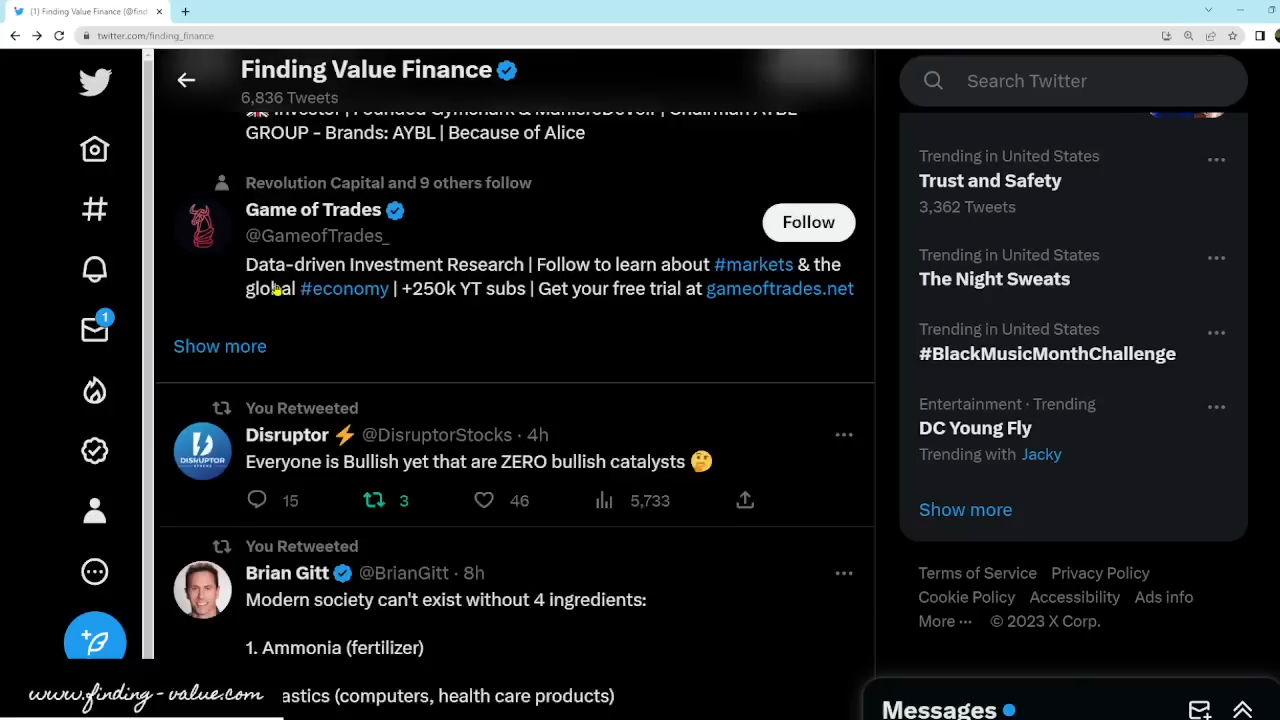 (1) Finding Value Finance (@find
twitter.com/finding_finance
Finding Value Finance
6,836 Tweets
Investor | Founded Gymshark & ManiereDeVoir | Chairman AYBL
GROUP - Brands: AYBL | Because of Alice
Revolution Capital and 9 others follow
Game of Trades
@GameofTrades_
Follow
Data-driven Investment Research | Follow to learn about #markets & the
global #economy | +250k YT subs | Get your free trial at gameoftrades.net
Show more
You Retweeted
Disruptor ⚡ @DisruptorStocks · 4h
Everyone is Bullish yet that are ZERO bullish catalysts 🤔
DISRUPTOR
STOCKS
15 3 46 5,733
You Retweeted
Brian Gitt @BrianGitt · 8h
Modern society can't exist without 4 ingredients:
1. Ammonia (fertilizer)
astics (computers, health care products)
1
www.finding-value.com
Search Twitter
Trending in United States
Trust and Safety
3,362 Tweets
Trending in United States
The Night Sweats
Trending in United States
#BlackMusicMonthChallenge
Entertainment · Trending
DC Young Fly
Trending with Jacky
Show more
Terms of Service Privacy Policy
Cookie Policy Accessibility Ads info
More ··· © 2023 X Corp.
Messages